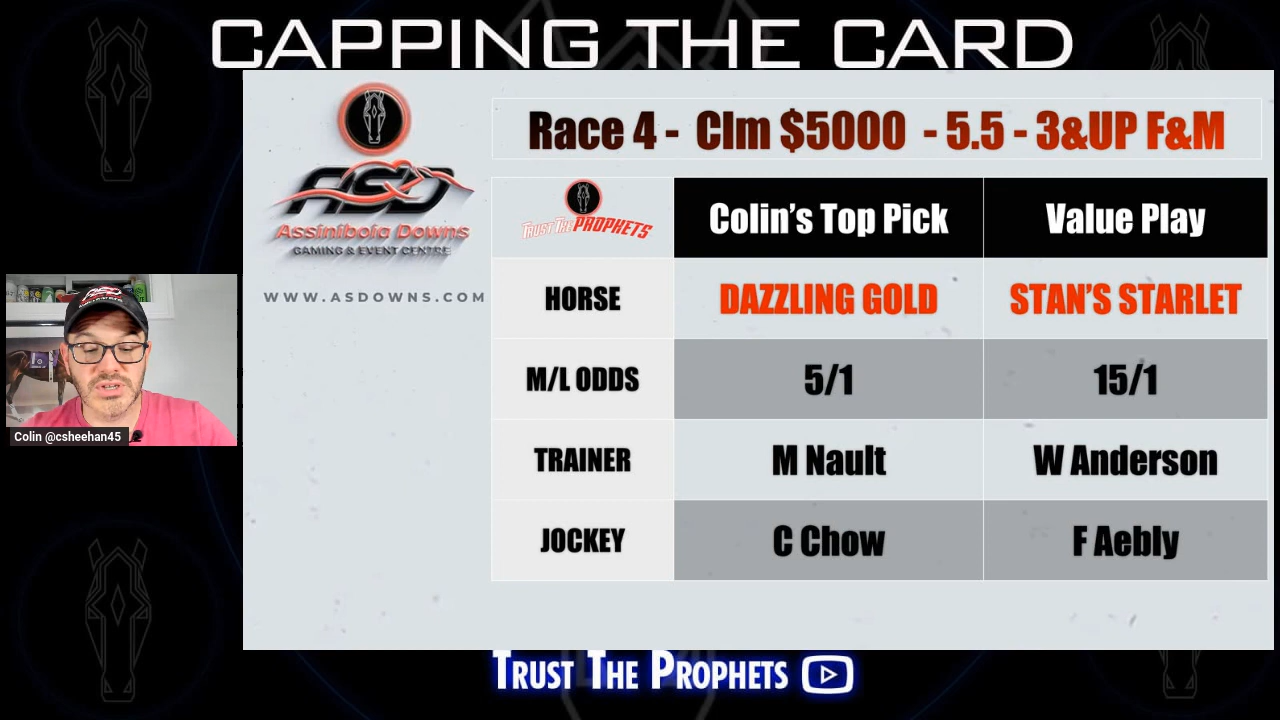 CAPPING THE CARD
ASD
Assiniboia Downs
GAMING & EVENT CENTRE
WWW.ASDOWNS.COM
Race 4 - Clm $5000 - 5.5 - 3&UP F&M
TRUST THE PROPHETS
Colin's Top Pick
Value Play
HORSE
DAZZLING GOLD
STAN'S STARLET
M/L ODDS
5/1
15/1
TRAINER
M Nault
W Anderson
JOCKEY
C Chow
F Aebly
ASD
Colin @csheehan45
TRUST THE PROPHETS